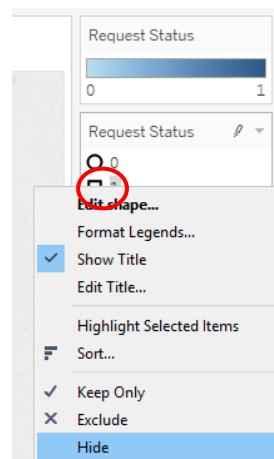 Request Status
0 1
Request Status
0
1
Edit shape...
Format Legends...
Show Title
Edit Title...
Highlight Selected Items
Sort...
Keep Only
Exclude
Hide